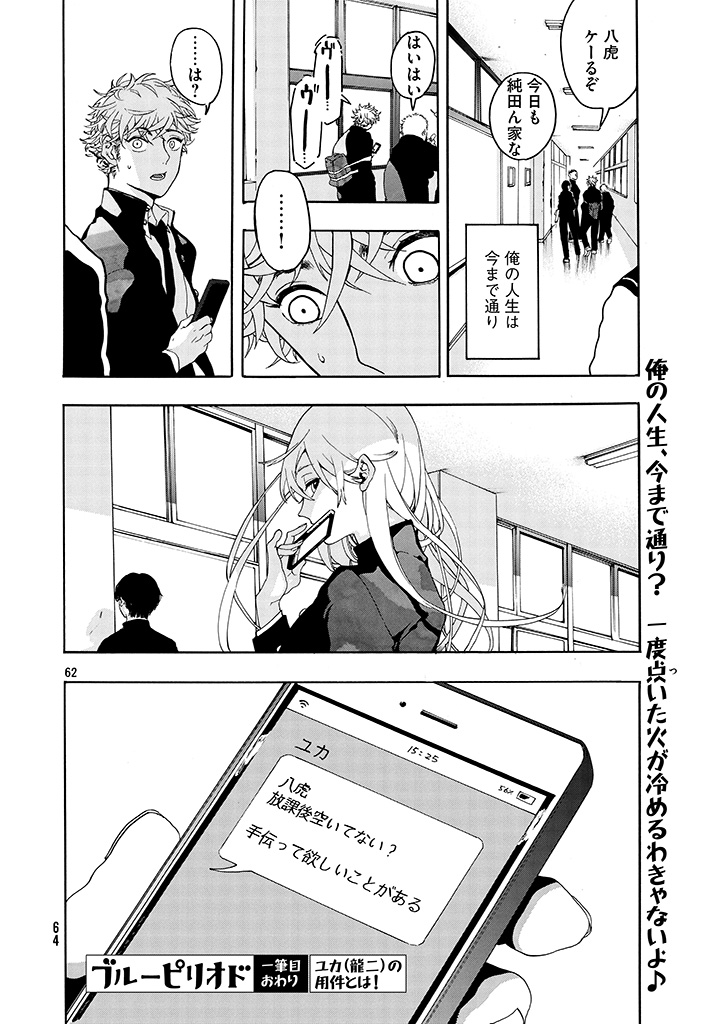 八虎
ケーるぞ
今日も
純田ん家な
俺の人生は
今まで通り
はいはい
ヴー
ヴー
……！
……は？
俺の人生、今まで通り？　一度点いた火が冷めるわきゃないよ♪
つ
62
15:25
56%
ユカ
八虎
放課後空いてない？
手伝って欲しいことがある
64
ブルーピリオド
一筆目
おわり
ユカ（龍二）の
用件とは！